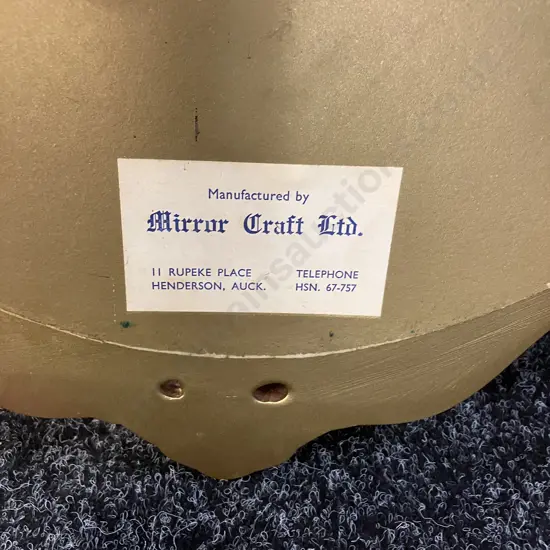 Manufactured by
Mirror Craft Ltd.
11 RUPEKE PLACE TELEPHONE
HENDERSON, AUCK. HSN. 67-757